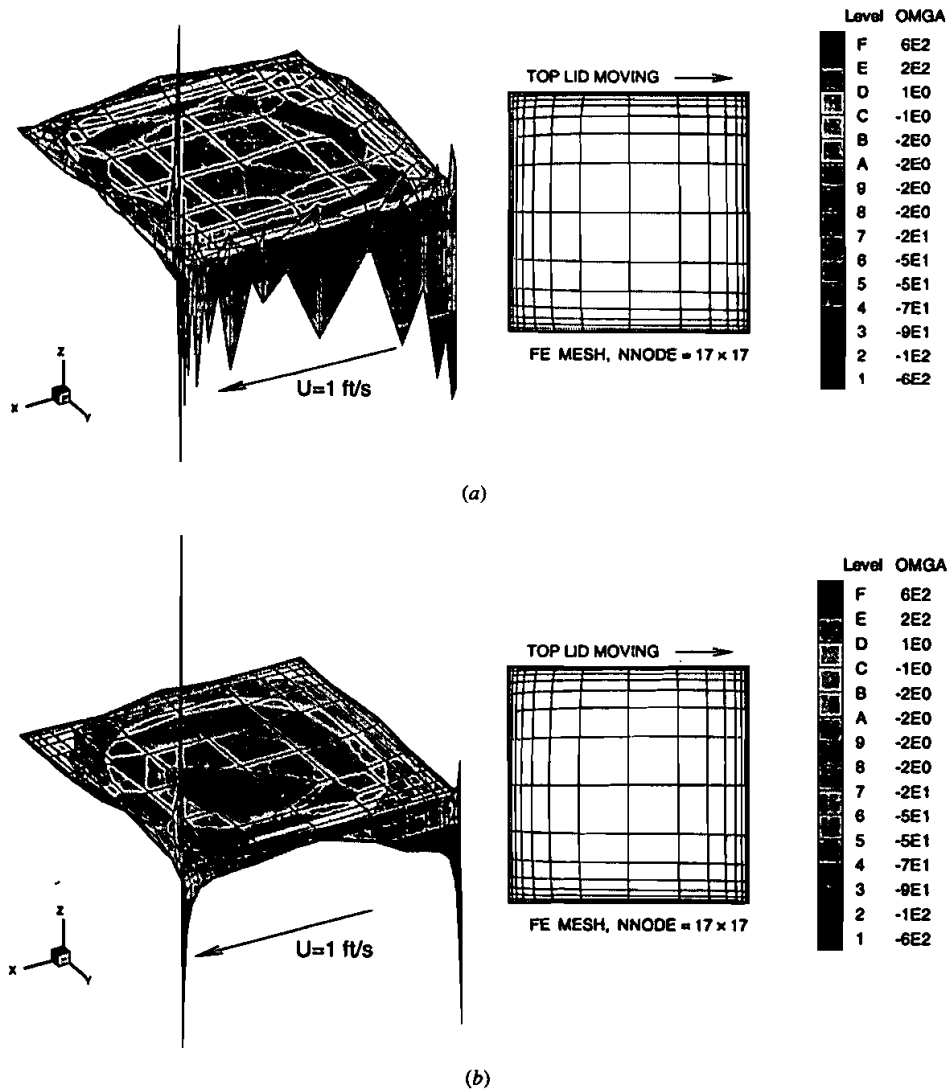 Level OMGA
F 6E2
E 2E2
D 1E0
C -1E0
B -2E0
A -2E0
9 -2E0
8 -2E0
7 -2E1
6 -5E1
5 -5E1
4 -7E1
3 -9E1
2 -1E2
1 -6E2
TOP LID MOVING
FE MESH, NNODE = 17 × 17
U=1 ft/s
Z
X
Y
(a)
Level OMGA
F 6E2
E 2E2
D 1E0
C -1E0
B -2E0
A -2E0
9 -2E0
8 -2E0
7 -2E1
6 -5E1
5 -5E1
4 -7E1
3 -9E1
2 -1E2
1 -6E2
TOP LID MOVING
FE MESH, NNODE = 17 × 17
U=1 ft/s
Z
X
Y
(b)